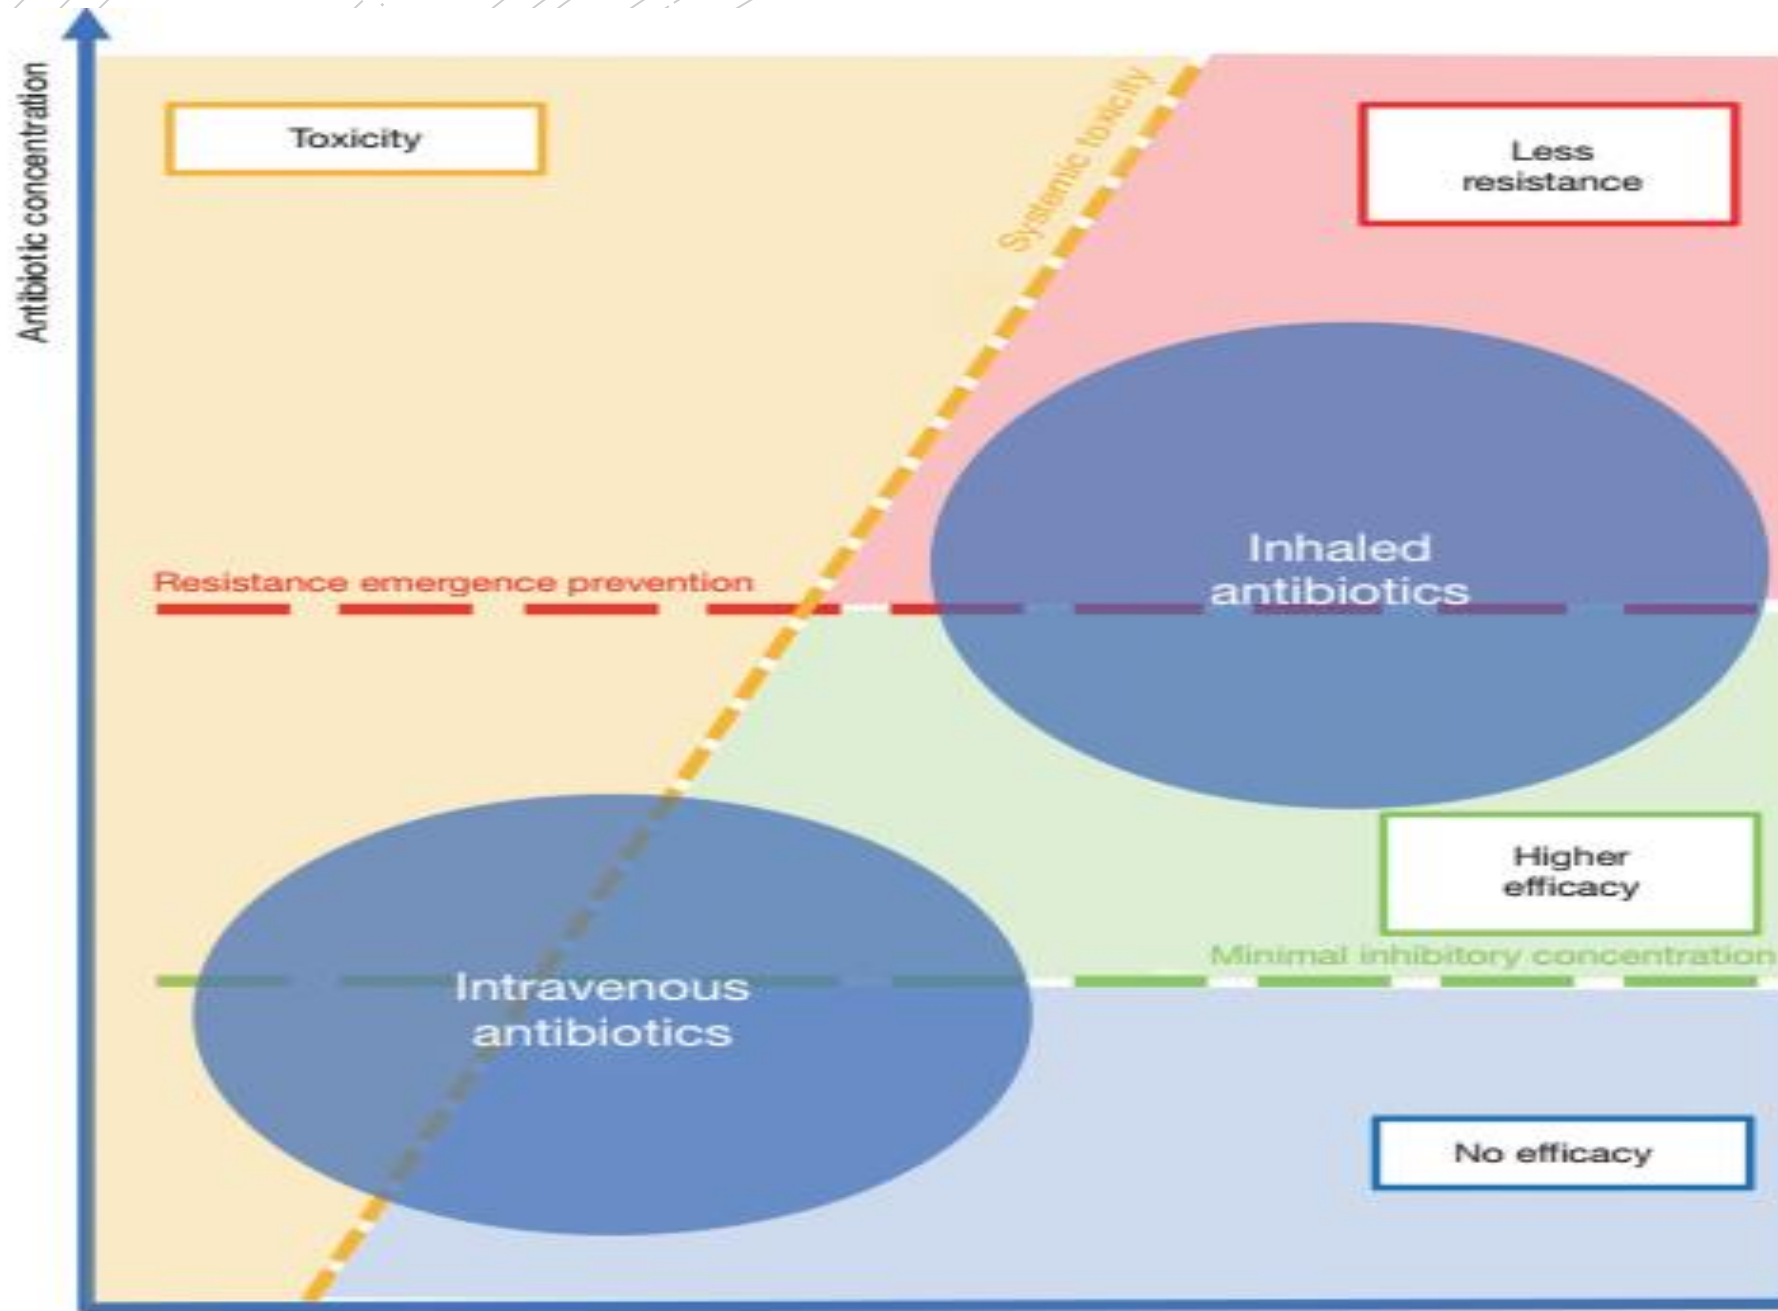 Antibiotic concentration
Toxicity
Systemic toxicity
Less
resistance
Inhaled
antibiotics
Resistance emergence prevention
Higher
efficacy
Minimal inhibitory concentration
Intravenous
antibiotics
No efficacy